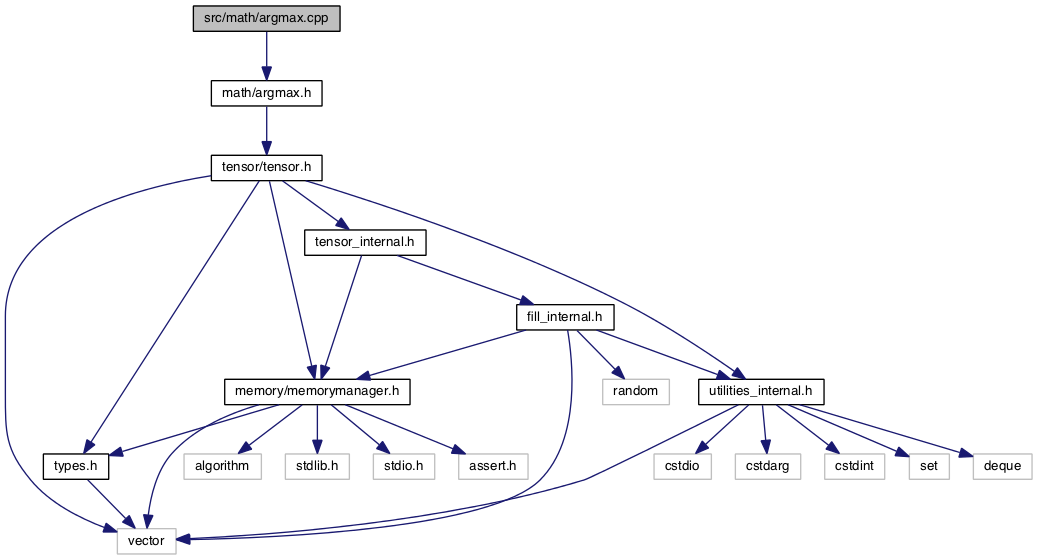 src/math/argmax.cpp
math/argmax.h
tensor/tensor.h
tensor_internal.h
fill_internal.h
memory/memorymanager.h
random
utilities_internal.h
types.h
algorithm
stdlib.h
stdio.h
assert.h
cstdio
cstdarg
cstdint
set
deque
vector